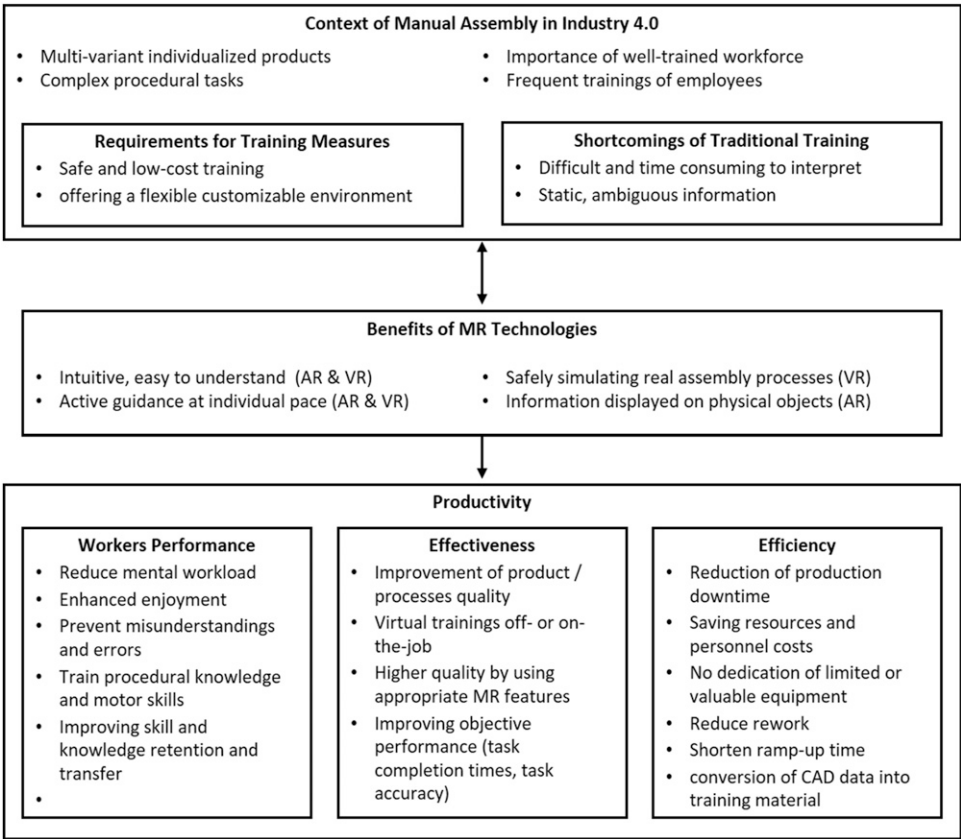 Context of Manual Assembly in Industry 4.0
• Multi-variant individualized products
• Complex procedural tasks
• Importance of well-trained workforce
• Frequent trainings of employees
Requirements for Training Measures
• Safe and low-cost training
• offering a flexible customizable environment
Shortcomings of Traditional Training
• Difficult and time consuming to interpret
• Static, ambiguous information
Benefits of MR Technologies
• Intuitive, easy to understand (AR & VR)
• Active guidance at individual pace (AR & VR)
• Safely simulating real assembly processes (VR)
• Information displayed on physical objects (AR)
Productivity
Workers Performance
• Reduce mental workload
• Enhanced enjoyment
• Prevent misunderstandings
and errors
• Train procedural knowledge
and motor skills
• Improving skill and
knowledge retention and
transfer
•
Effectiveness
• Improvement of product /
processes quality
• Virtual trainings off- or on-
the-job
• Higher quality by using
appropriate MR features
• Improving objective
performance (task
completion times, task
accuracy)
Efficiency
• Reduction of production
downtime
• Saving resources and
personnel costs
• No dedication of limited or
valuable equipment
• Reduce rework
• Shorten ramp-up time
• conversion of CAD data into
training material